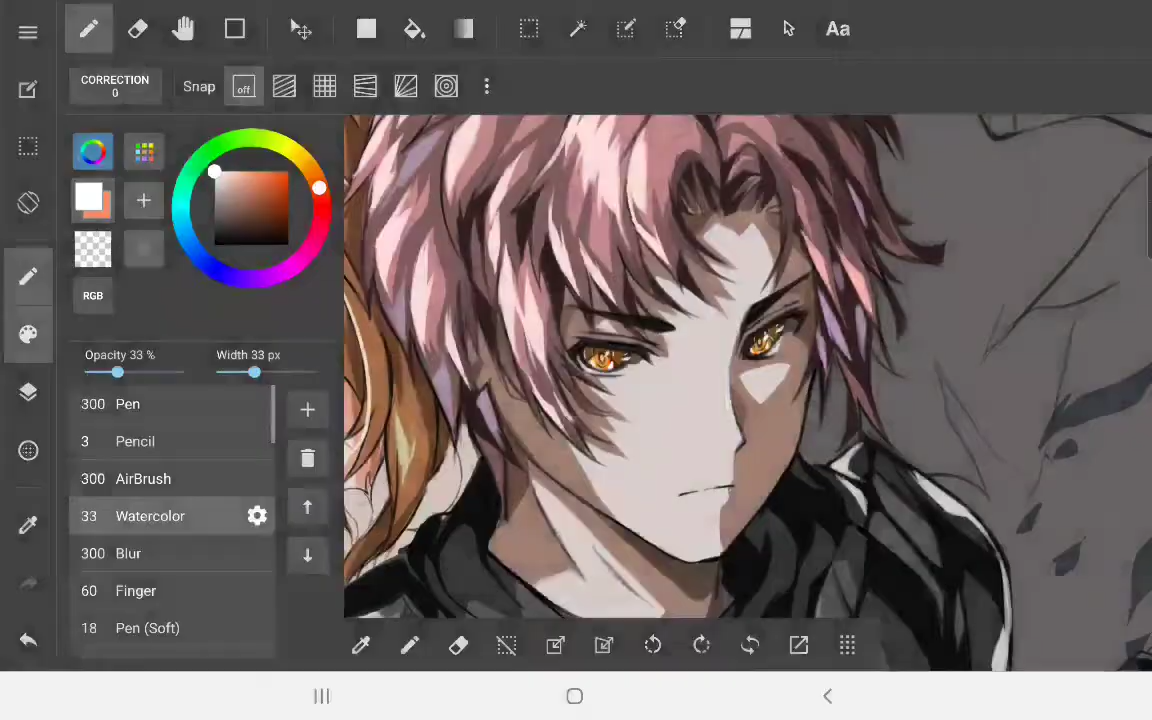 Aa
CORRECTION
0
Snap
off
RGB
Opacity 33 %
Width 33 px
300 Pen
3 Pencil
300 AirBrush
33 Watercolor
300 Blur
60 Finger
18 Pen (Soft)